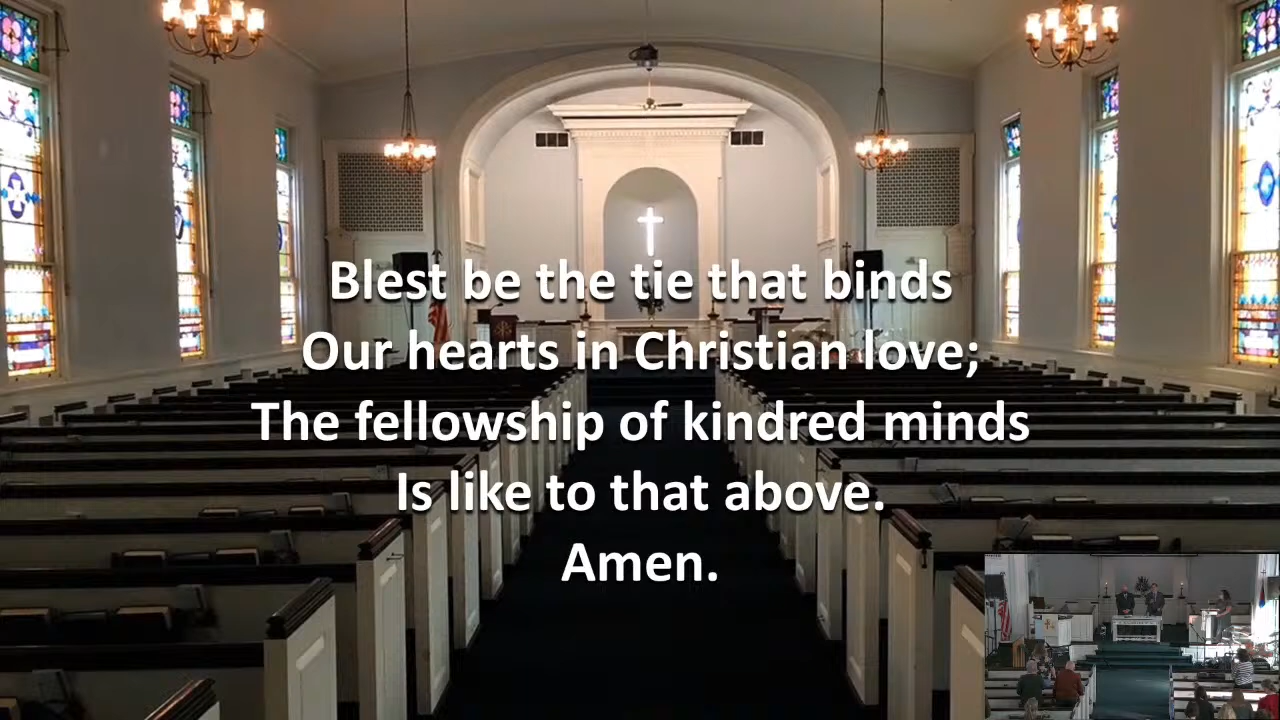 Blest be the tie that binds
Our hearts in Christian love;
The fellowship of kindred minds
Is like to that above.
Amen.